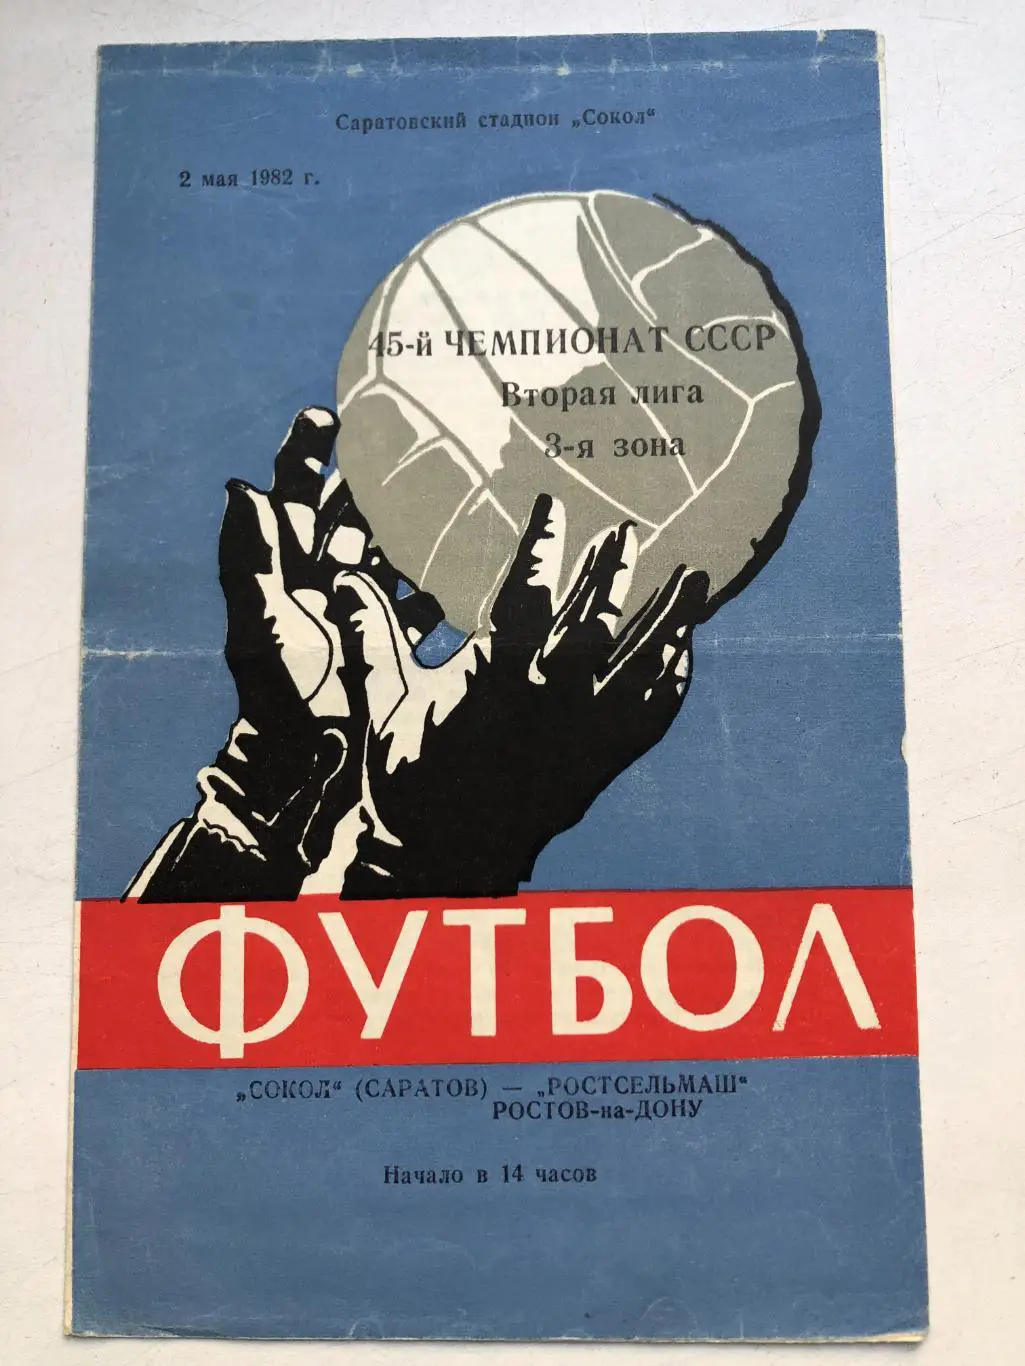 Саратовский стадион „Сокол“
2 мая 1982 г.
45-й ЧЕМПИОНАТ СССР
Вторая лига
3-я зона
ФУТБОЛ
„СОКОЛ“ (САРАТОВ) — „РОСТСЕЛЬМАШ“
РОСТОВ-на-ДОНУ
Начало в 14 часов